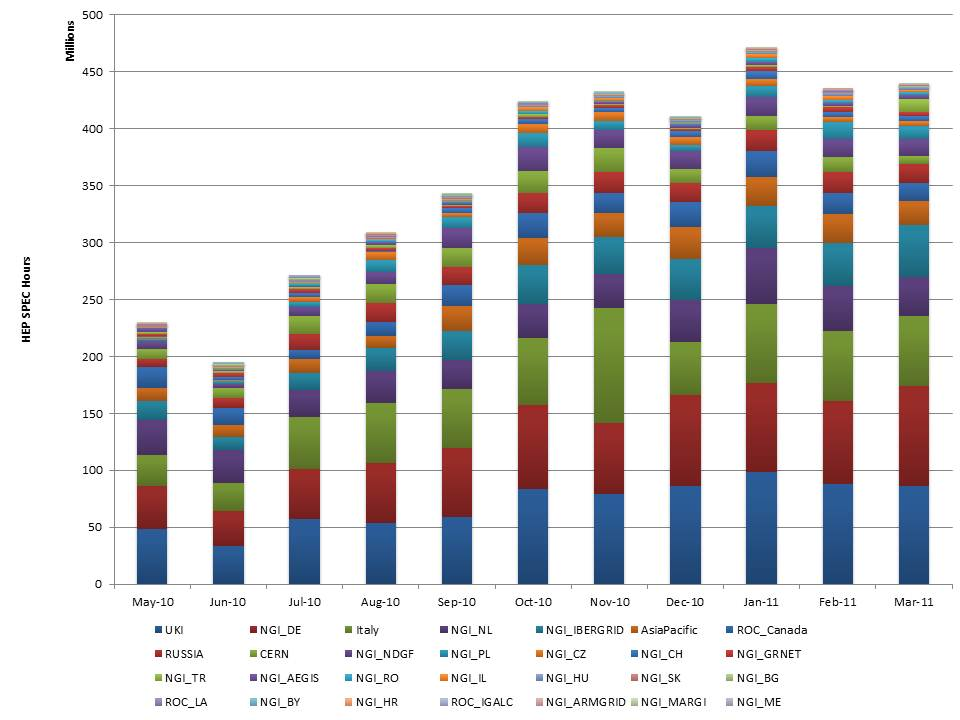 Millions
HEP SPEC Hours
500
450
400
350
300
250
200
150
100
50
0
May-10 Jun-10 Jul-10 Aug-10 Sep-10 Oct-10 Nov-10 Dec-10 Jan-11 Feb-11 Mar-11
UKI NGI_DE Italy NGI_NL NGI_IBERGRID AsiaPacific ROC_Canada
RUSSIA CERN NGI_NDGF NGI_PL NGI_CZ NGI_CH NGI_GRNET
NGI_TR NGI_AEGIS NGI_RO NGI_IL NGI_HU NGI_SK NGI_BG
ROC_LA NGI_BY NGI_HR ROC_IGALC NGI_ARMGRID NGI_MARGI NGI_ME